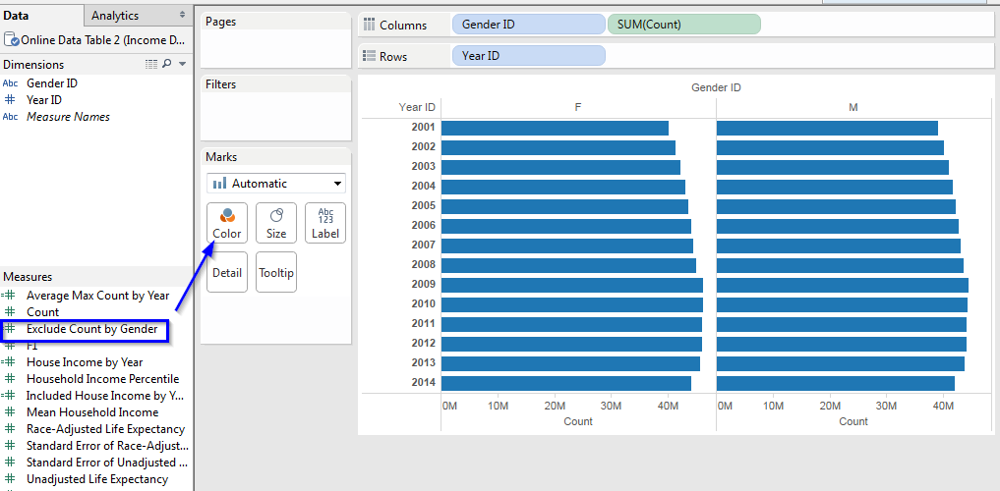 Data
Analytics
Online Data Table 2 (Income D...
Dimensions
Abc Gender ID
# Year ID
Abc Measure Names
Measures
Average Max Count by Year
Count
Exclude Count by Gender
F1
House Income by Year
Household Income Percentile
Included House Income by Y...
Mean Household Income
Race-Adjusted Life Expectancy
Standard Error of Race-Adjust...
Standard Error of Unadjusted ...
Unadjusted Life Expectancy
Pages
Filters
Marks
Automatic
Color
Size
Abc
123
Label
Detail
Tooltip
Columns
Gender ID
SUM(Count)
Rows
Year ID
Gender ID
Year ID
F
M
2001
2002
2003
2004
2005
2006
2007
2008
2009
2010
2011
2012
2013
2014
0M 10M 20M 30M 40M
0M 10M 20M 30M 40M
Count
Count